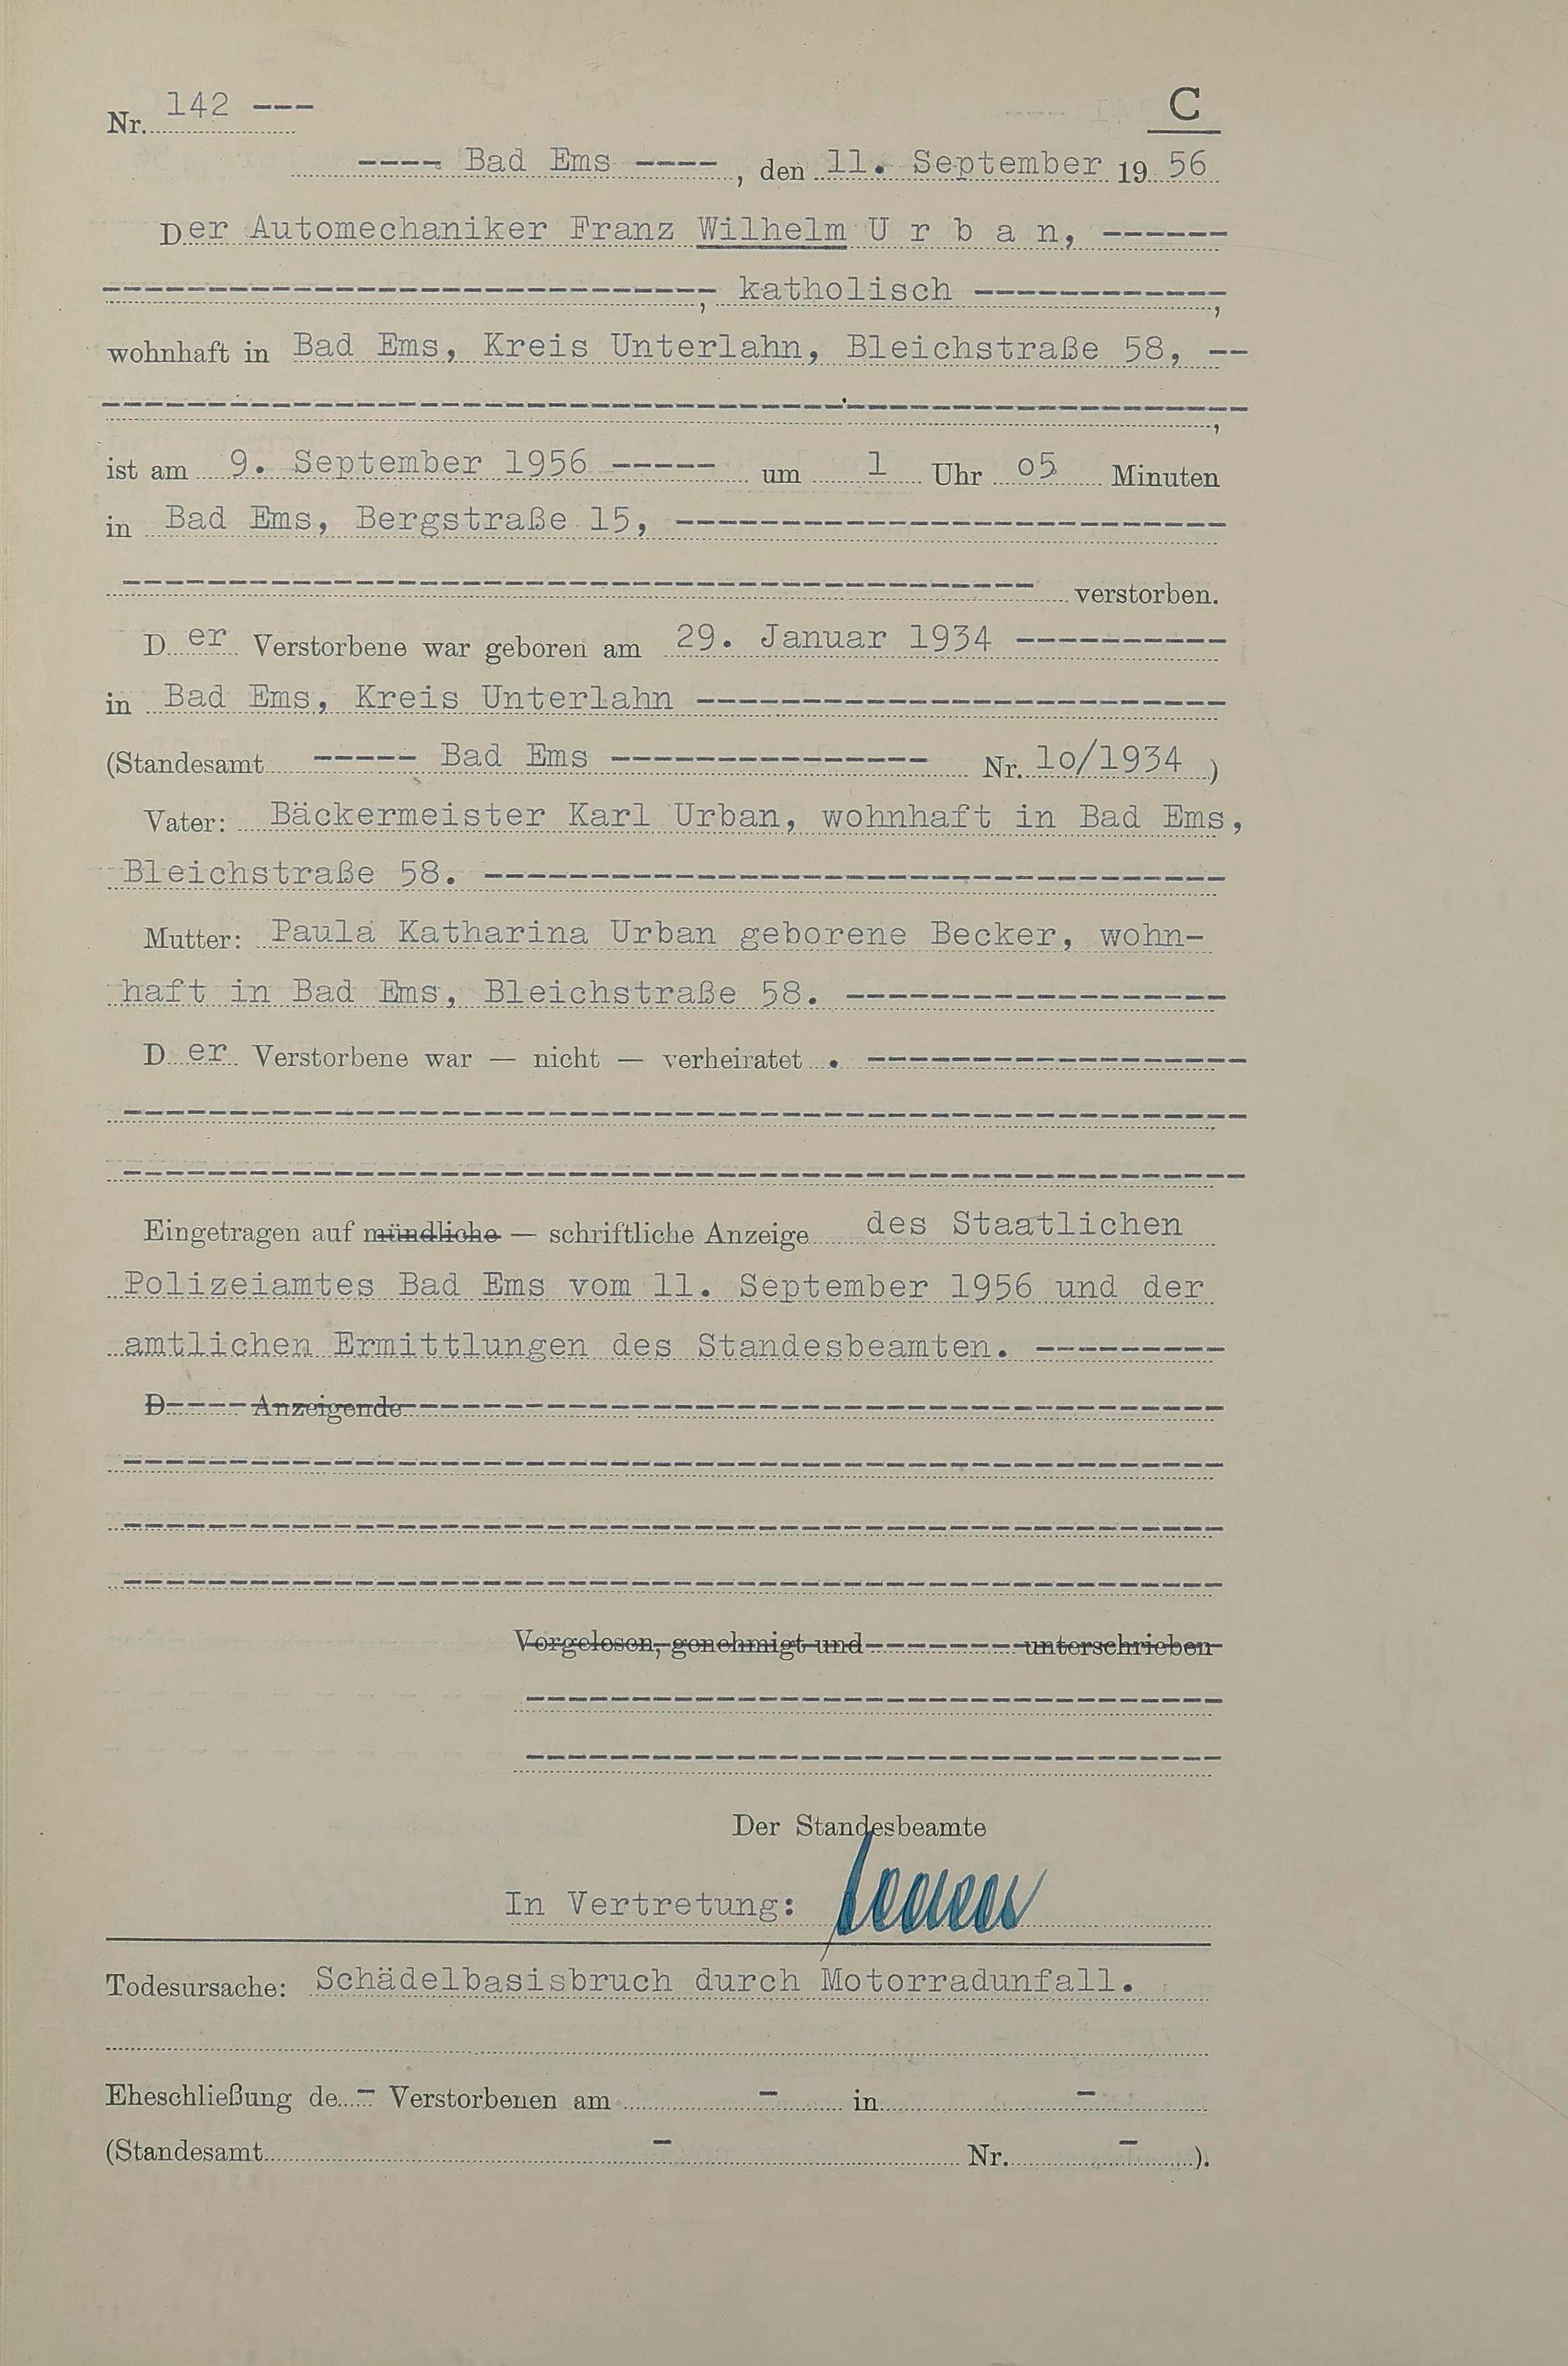 Nr. 142 --- C
---- Bad Ems ----, den 11. September 1956
Der Automechaniker Franz Wilhelm U r b a n, ------
-----------------------------, katholisch ------------,
wohnhaft in Bad Ems, Kreis Unterlahn, Bleichstraße 58, --
------------------------------------------------------,
ist am 9. September 1956 ----- um 1 Uhr o5 Minuten
in Bad Ems, Bergstraße 15, --------------------------
------------------------------------------- verstorben.
Der Verstorbene war geboren am 29. Januar 1934 ----------
in Bad Ems, Kreis Unterlahn -------------------------
(Standesamt ----- Bad Ems --------------- Nr. 1o/1934 )
Vater: Bäckermeister Karl Urban, wohnhaft in Bad Ems,
Bleichstraße 58. -----------------------------------
Mutter: Paula Katharina Urban geborene Becker, wohn-
haft in Bad Ems, Bleichstraße 58. ------------------
Der Verstorbene war — nicht — verheiratet . ------------------
-----------------------------------------------------
-----------------------------------------------------
Eingetragen auf mündliche — schriftliche Anzeige des Staatlichen
Polizeiamtes Bad Ems vom 11. September 1956 und der
amtlichen Ermittlungen des Standesbeamten. ---------
D---- Anzeigende---------------------------------------
----------------------------------------------------
----------------------------------------------------
----------------------------------------------------
Vorgelesen, genehmigt und ------- unterschrieben
---------------------------------
---------------------------------
Der Standesbeamte
In Vertretung:
Todesursache: Schädelbasisbruch durch Motorradunfall.
Eheschließung de - Verstorbenen am - in -
(Standesamt - Nr. - ).